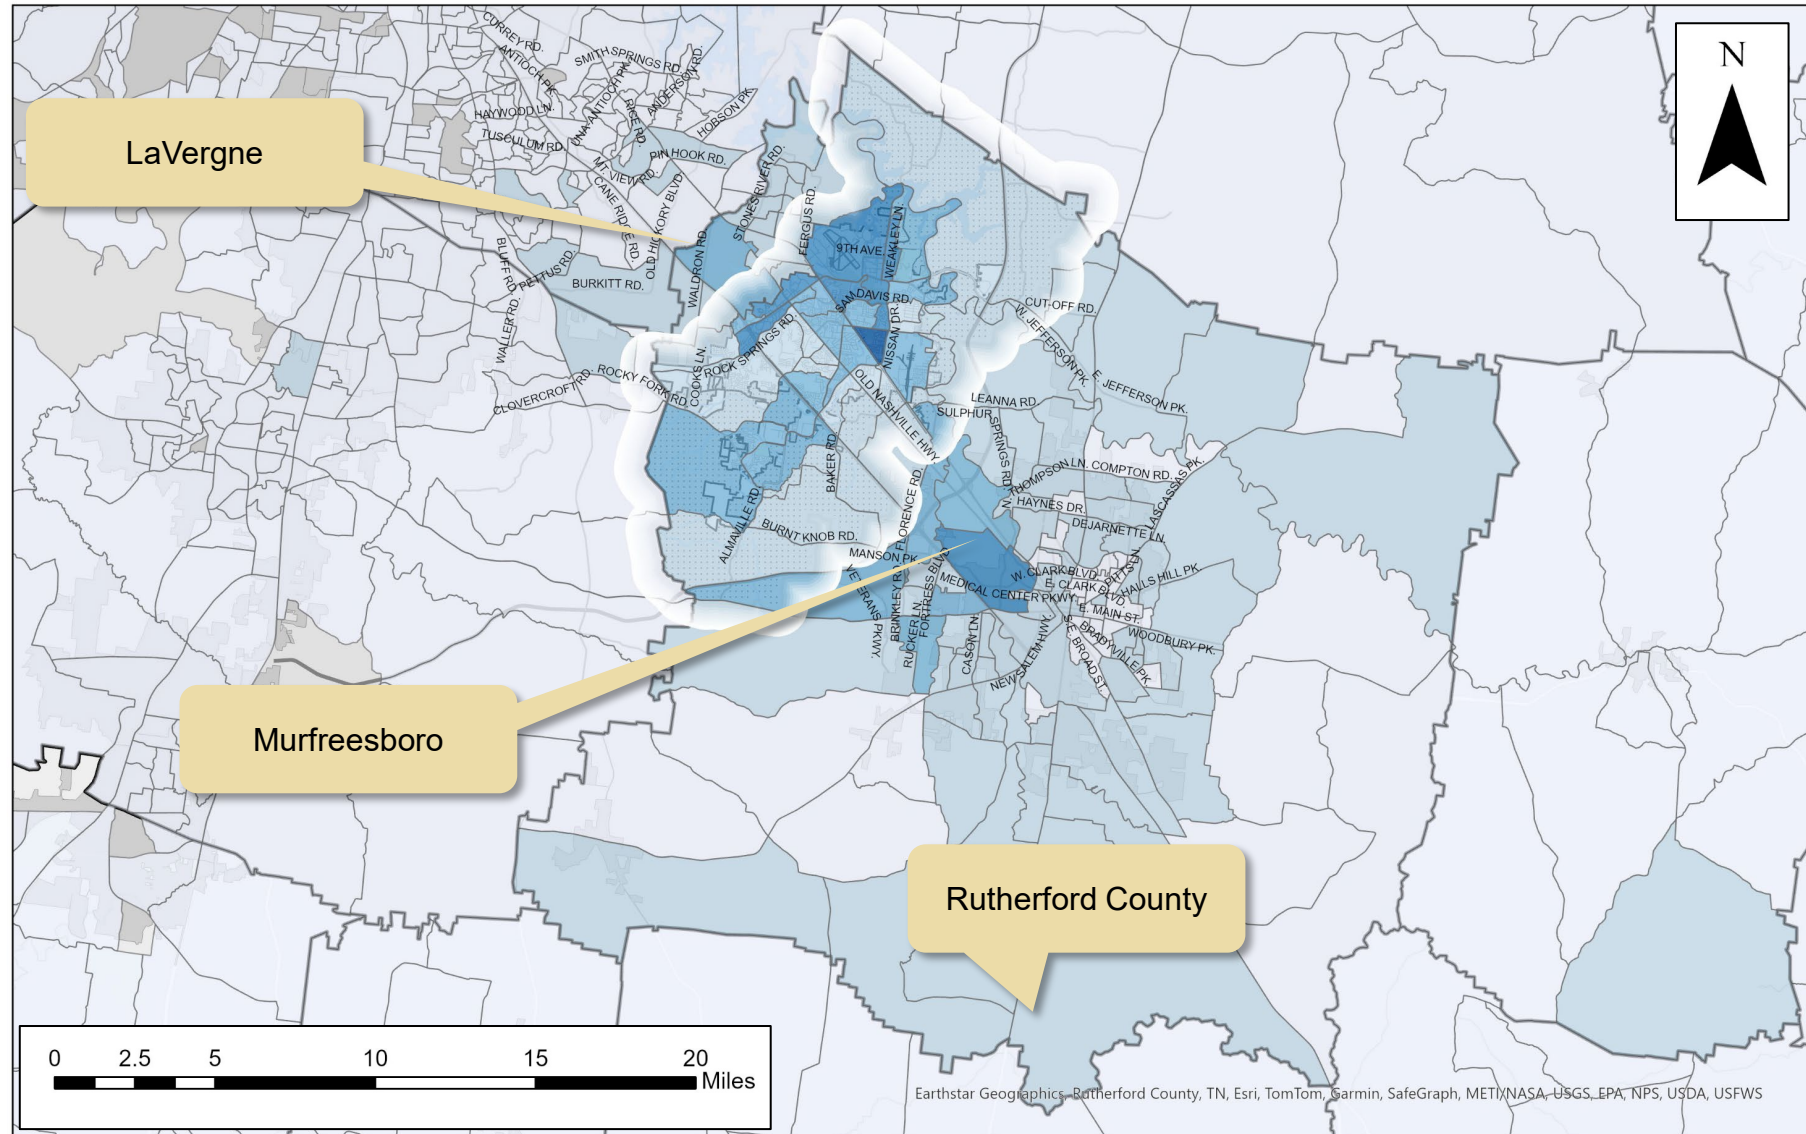 CURREY RD.
ANTIOCH PK.
SMITH SPRINGS RD.
UNA-ANTIOCH PK.
RICE RD.
ANDERSON RD.
HOBSON PK.
HAYWOOD LN.
TUSCULUM RD.
PIN HOOK RD.
MT. VIEW RD.
CANE RIDGE RD.
OLD HICKORY BLVD.
STONES RIVER RD.
FERGUS RD.
WALDRON RD.
BLUFF RD.
PETTUS RD.
BURKITT RD.
WALLER RD.
CLOVERCROFT RD.
ROCKY FORK RD.
COOKS LN.
ROCK SPRINGS RD.
9TH AVE.
WEAKLEY LN.
SAM DAVIS RD.
NISSAN DR.
CUT-OFF RD.
W. JEFFERSON PK.
E. JEFFERSON PK.
OLD NASHVILLE HWY.
LEANNA RD.
SULPHUR SPRINGS RD.
N. THOMPSON LN.
COMPTON RD.
LASCASSAS PK.
HAYNES DR.
DEJARNETTE LN.
BAKER RD.
ALMAVILLE RD.
BURNT KNOB RD.
FLORENCE RD.
MANSON PK.
VETERANS PKWY.
BRINKLEY RD.
RUCKER LN.
FORTRESS BLVD.
MEDICAL CENTER PKWY.
W. CLARK BLVD.
E. CLARK BLVD.
PITTS LN.
HALLS HILL PK.
E. MAIN ST.
BRADYVILLE PK.
WOODBURY PK.
S.E. BROAD ST.
CASON LN.
NEW SALEM HWY.
LaVergne
Murfreesboro
Rutherford County
N
0 2.5 5 10 15 20
Miles
Earthstar Geographics, Rutherford County, TN, Esri, TomTom, Garmin, SafeGraph, METI/NASA, USGS, EPA, NPS, USDA, USFWS